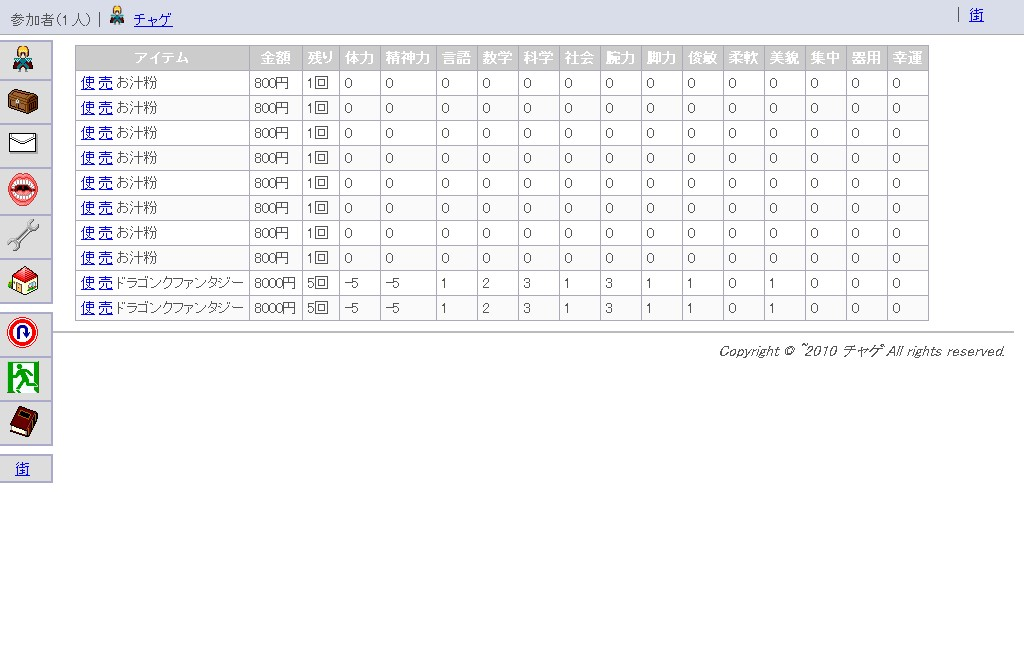 参加者(1人) | チャゲ | 街
アイテム 金額 残り 体力 精神力 言語 数学 科学 社会 腕力 脚力 俊敏 柔軟 美貌 集中 器用 幸運
使 売 お汁粉 800円 1回 0 0 0 0 0 0 0 0 0 0 0 0 0 0
使 売 お汁粉 800円 1回 0 0 0 0 0 0 0 0 0 0 0 0 0 0
使 売 お汁粉 800円 1回 0 0 0 0 0 0 0 0 0 0 0 0 0 0
使 売 お汁粉 800円 1回 0 0 0 0 0 0 0 0 0 0 0 0 0 0
使 売 お汁粉 800円 1回 0 0 0 0 0 0 0 0 0 0 0 0 0 0
使 売 お汁粉 800円 1回 0 0 0 0 0 0 0 0 0 0 0 0 0 0
使 売 お汁粉 800円 1回 0 0 0 0 0 0 0 0 0 0 0 0 0 0
使 売 お汁粉 800円 1回 0 0 0 0 0 0 0 0 0 0 0 0 0 0
使 売 ドラゴンクファンタジー 8000円 5回 -5 -5 1 2 3 1 3 1 1 0 1 0 0 0
使 売 ドラゴンクファンタジー 8000円 5回 -5 -5 1 2 3 1 3 1 1 0 1 0 0 0
Copyright © ~2010 チャゲ All rights reserved.
街